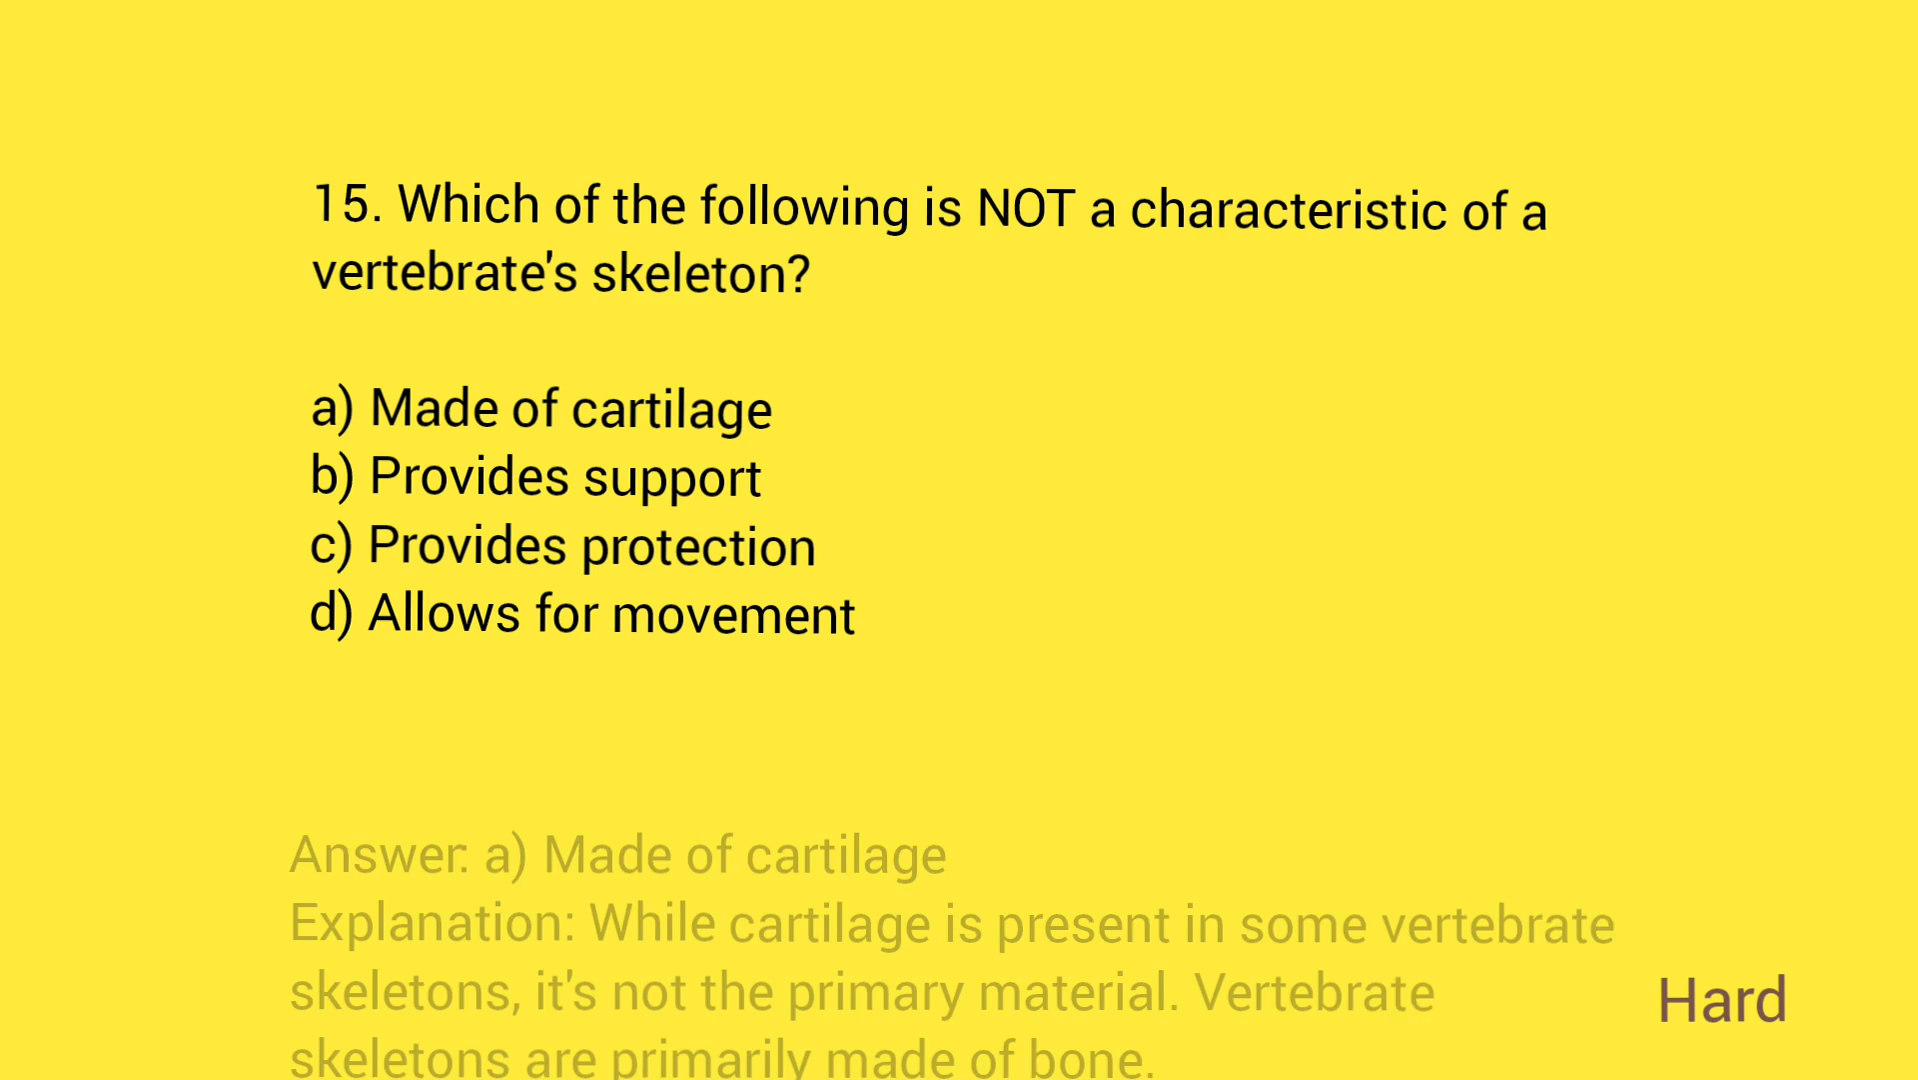 15. Which of the following is NOT a characteristic of a
vertebrate's skeleton?
a) Made of cartilage
b) Provides support
c) Provides protection
d) Allows for movement
Answer: a) Made of cartilage
Explanation: While cartilage is present in some vertebrate
skeletons, it's not the primary material. Vertebrate
skeletons are primarily made of bone.
Hard